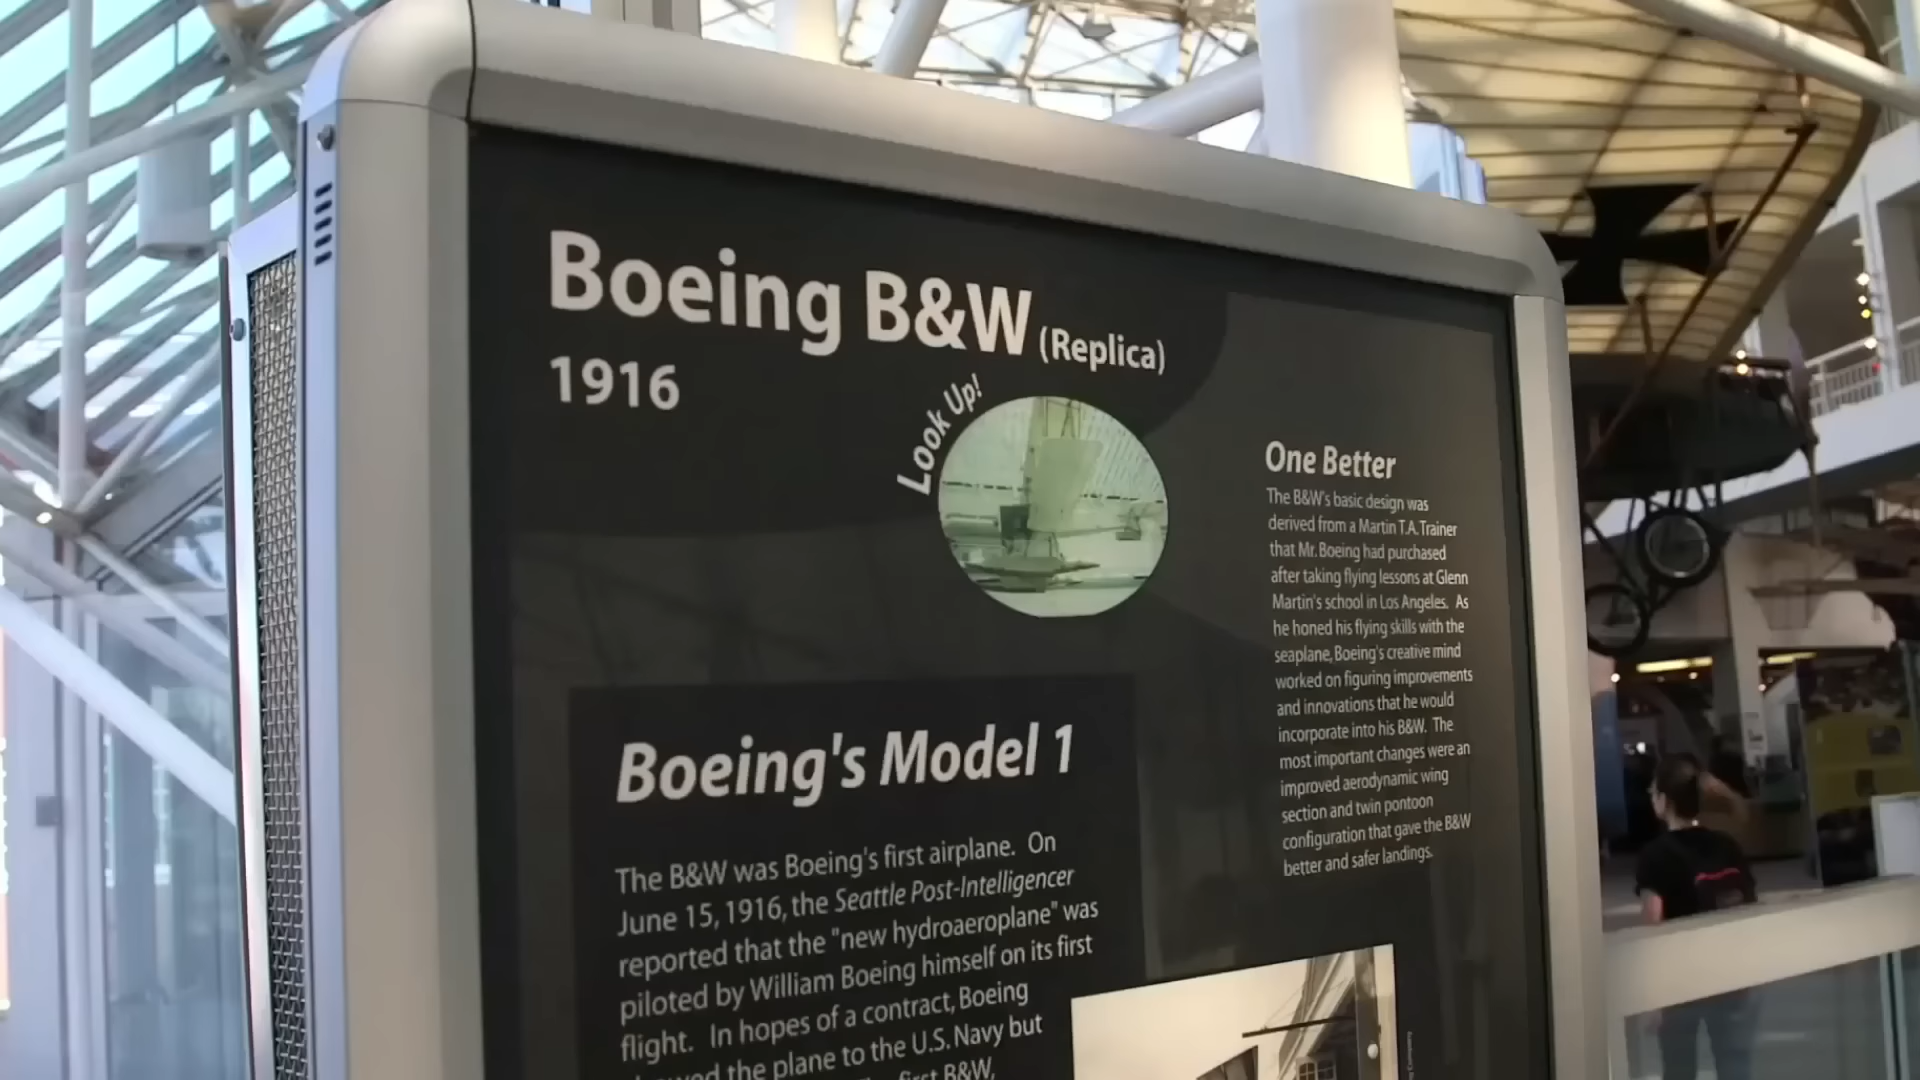 Boeing B&W (Replica)
1916
Look Up!
One Better
The B&W's basic design was
derived from a Martin T.A. Trainer
that Mr. Boeing had purchased
after taking flying lessons at Glenn
Martin's school in Los Angeles. As
he honed his flying skills with the
seaplane, Boeing's creative mind
worked on figuring improvements
and innovations that he would
incorporate into his B&W. The
most important changes were an
improved aerodynamic wing
section and twin pontoon
configuration that gave the B&W
better and safer landings.
Boeing's Model 1
The B&W was Boeing's first airplane. On
June 15, 1916, the Seattle Post-Intelligencer
reported that the "new hydroaeroplane" was
piloted by William Boeing himself on its first
flight. In hopes of a contract, Boeing
the plane to the U.S. Navy but
first B&W,